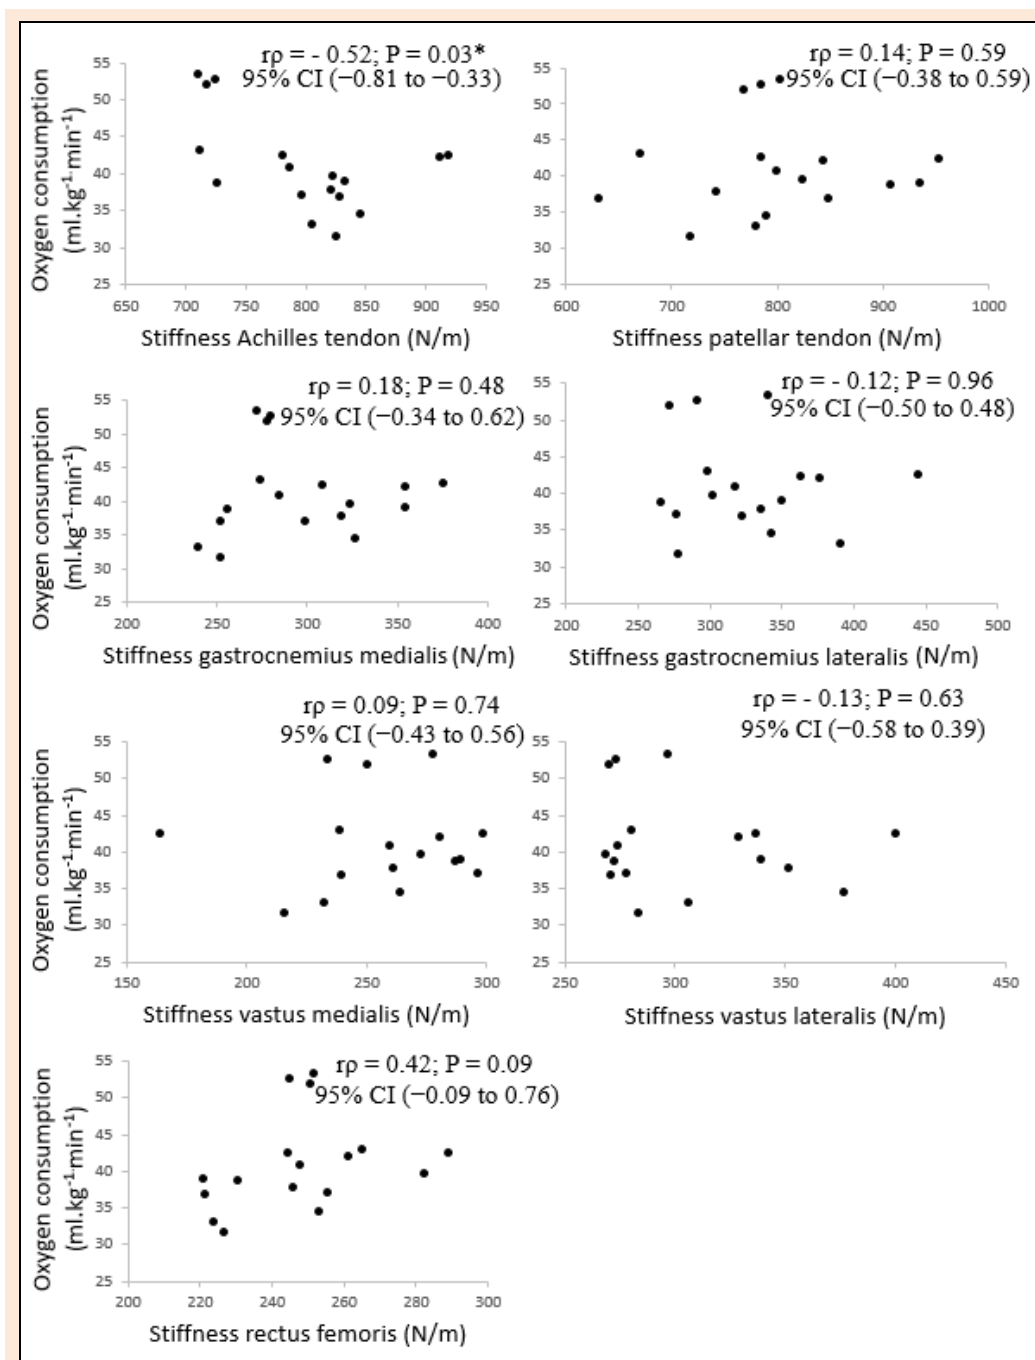 rρ = - 0.52; P = 0.03*
95% CI (−0.81 to −0.33)
Oxygen consumption
(ml.kg⁻¹·min⁻¹)
55
50
45
40
35
30
25
650 700 750 800 850 900 950
Stiffness Achilles tendon (N/m)
rρ = 0.14; P = 0.59
95% CI (−0.38 to 0.59)
55
50
45
40
35
30
25
600 700 800 900 1000
Stiffness patellar tendon (N/m)
rρ = 0.18; P = 0.48
95% CI (−0.34 to 0.62)
Oxygen consumption
(ml.kg⁻¹·min⁻¹)
55
50
45
40
35
30
25
200 250 300 350 400
Stiffness gastrocnemius medialis (N/m)
rρ = - 0.12; P = 0.96
95% CI (−0.50 to 0.48)
55
50
45
40
35
30
25
200 250 300 350 400 450 500
Stiffness gastrocnemius lateralis (N/m)
rρ = 0.09; P = 0.74
95% CI (−0.43 to 0.56)
Oxygen consumption
(ml.kg⁻¹·min⁻¹)
55
50
45
40
35
30
25
150 200 250 300
Stiffness vastus medialis (N/m)
rρ = - 0.13; P = 0.63
95% CI (−0.58 to 0.39)
55
50
45
40
35
30
25
250 300 350 400 450
Stiffness vastus lateralis (N/m)
rρ = 0.42; P = 0.09
95% CI (−0.09 to 0.76)
Oxygen consumption
(ml.kg⁻¹·min⁻¹)
55
50
45
40
35
30
25
200 220 240 260 280 300
Stiffness rectus femoris (N/m)